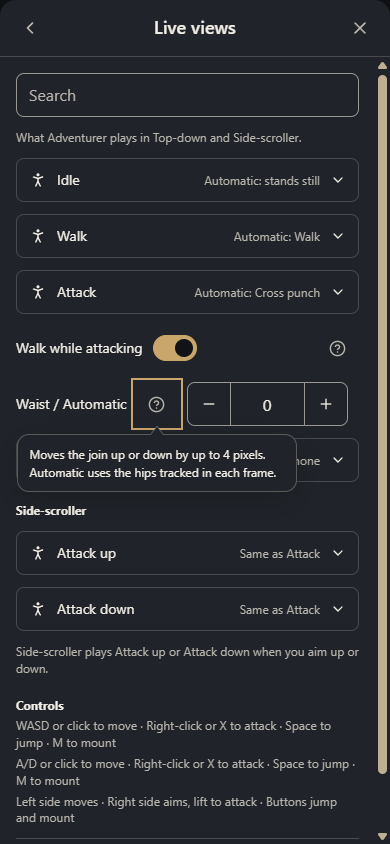 Live views
Search
What Adventurer plays in Top-down and Side-scroller.
Idle
Automatic: stands still
Walk
Automatic: Walk
Attack
Automatic: Cross punch
Walk while attacking
?
Waist / Automatic
?
−
0
+
Moves the join up or down by up to 4 pixels.
Automatic uses the hips tracked in each frame.
Side-scroller
Attack up
Same as Attack
Attack down
Same as Attack
Side-scroller plays Attack up or Attack down when you aim up or
down.
Controls
WASD or click to move · Right-click or X to attack · Space to
jump · M to mount
A/D or click to move · Right-click or X to attack · Space to jump ·
M to mount
Left side moves · Right side aims, lift to attack · Buttons jump
and mount